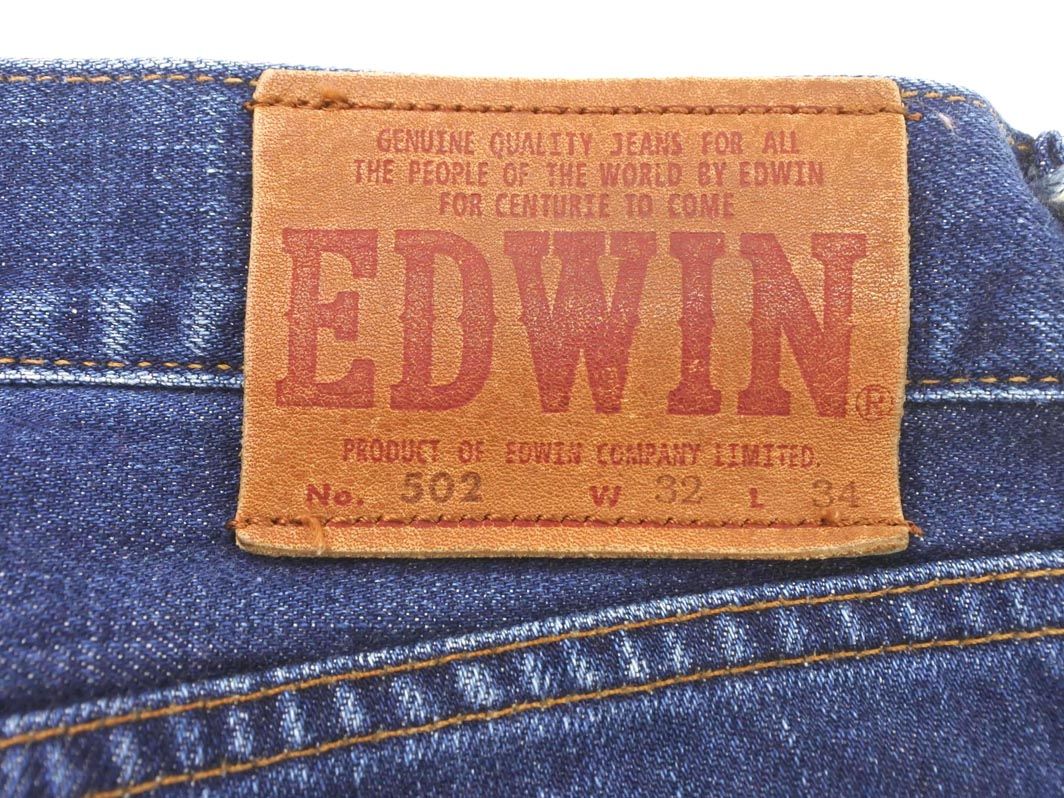 GENUINE QUALITY JEANS FOR ALL
THE PEOPLE OF THE WORLD BY EDWIN
FOR CENTURIE TO COME
EDWIN®
PRODUCT OF EDWIN COMPANY LIMITED.
No. 502 W 32 L 34